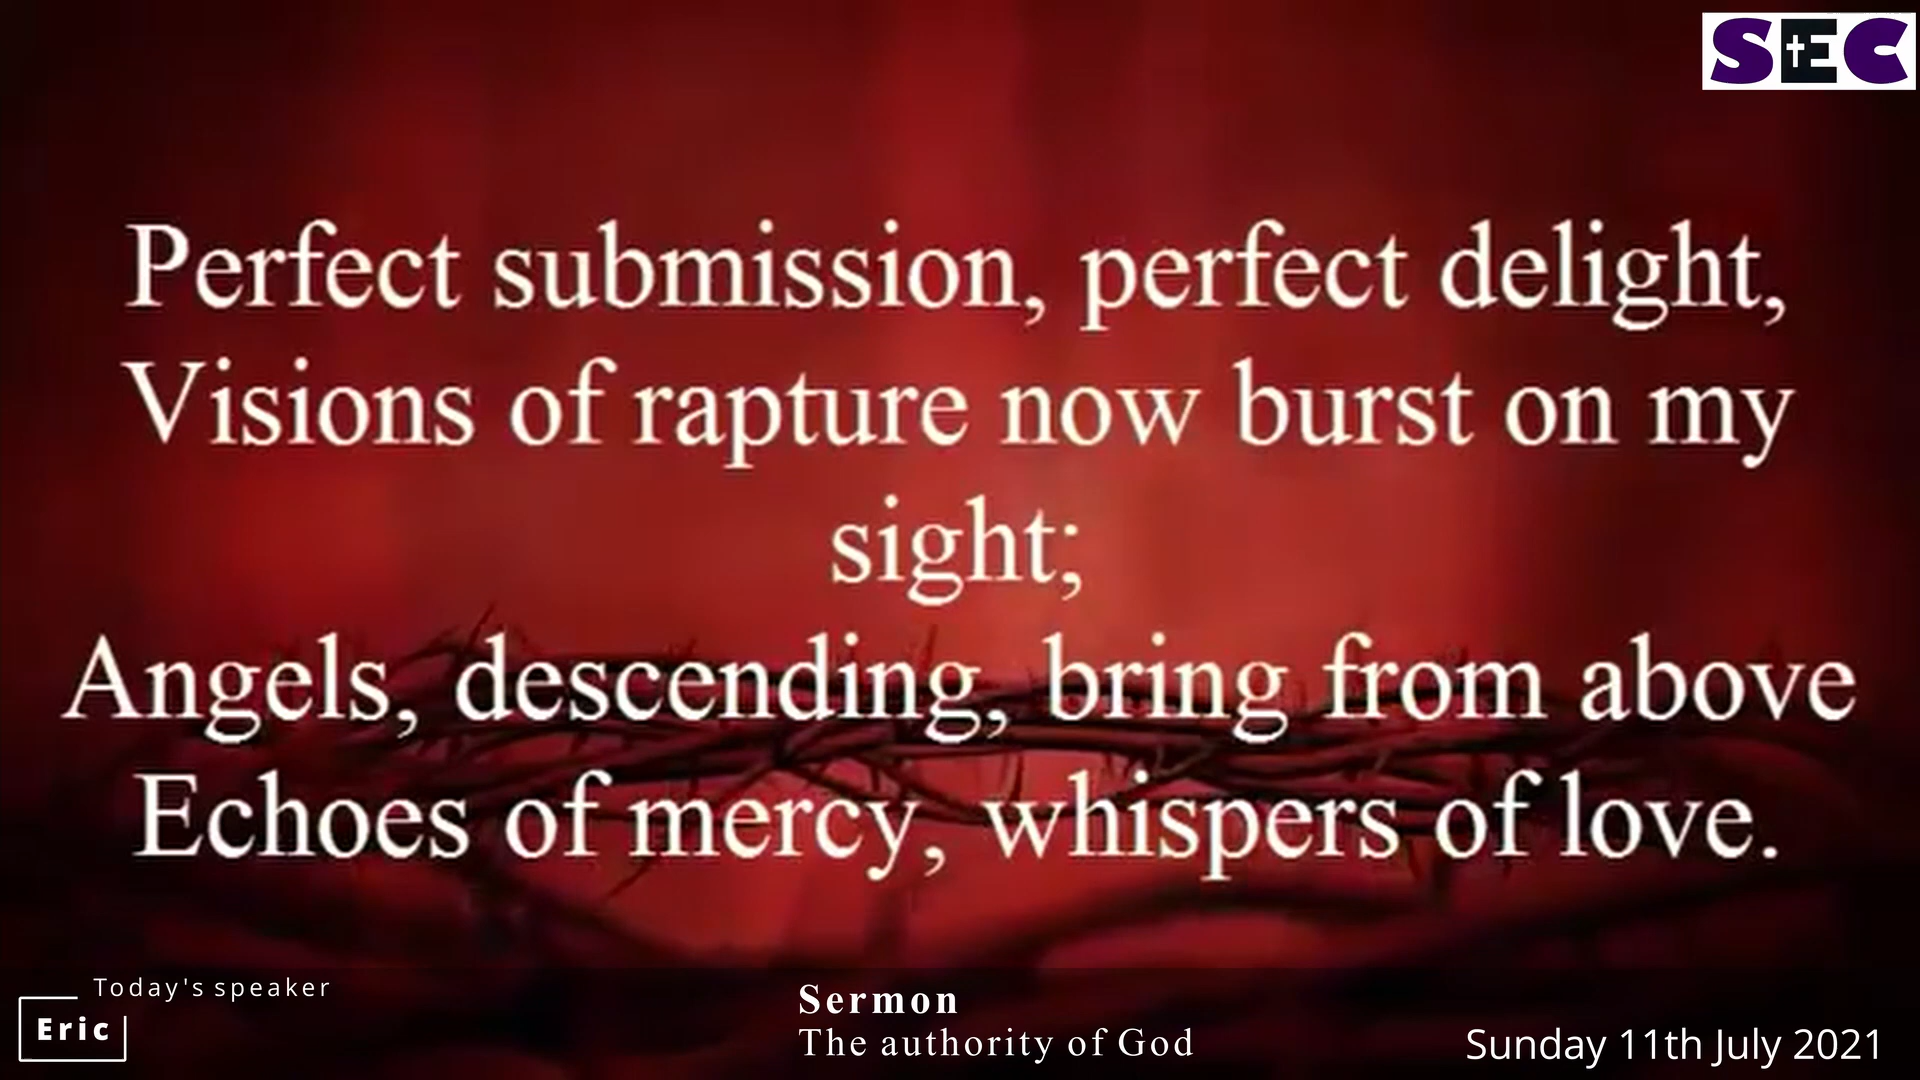 SEC
Perfect submission, perfect delight,
Visions of rapture now burst on my
sight;
Angels, descending, bring from above
Echoes of mercy, whispers of love.
Today's speaker
Eric
Sermon
The authority of God
Sunday 11th July 2021